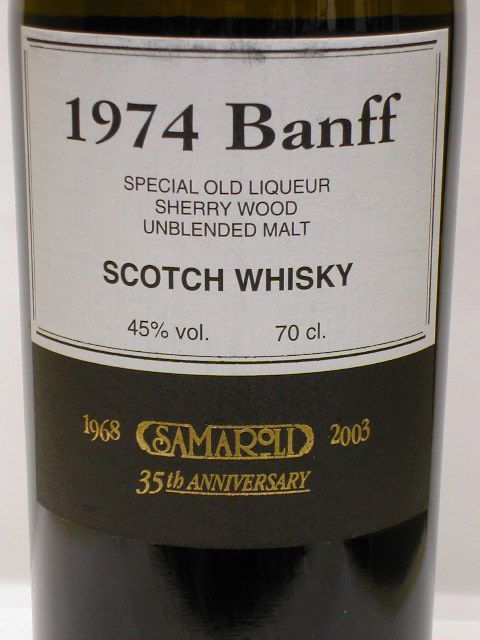 1974 Banff
SPECIAL OLD LIQUEUR
SHERRY WOOD
UNBLENDED MALT
SCOTCH WHISKY
45% vol. 70 cl.
1968 SAMAROLI 2003
35th ANNIVERSARY